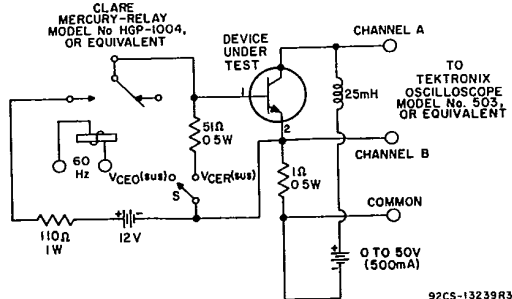 CLARE
MERCURY-RELAY
MODEL No HGP-1004,
OR EQUIVALENT
DEVICE
UNDER
TEST
CHANNEL A
TO
TEKTRONIX
OSCILLOSCOPE
MODEL No. 503,
OR EQUIVALENT
25mH
1
2
51Ω
0.5W
60
Hz
VCEO(sus)
VCER(sus)
S
1Ω
0.5W
CHANNEL B
COMMON
110Ω
1W
+ -
12V
+
-
0 TO 50V
(500mA)
92CS-13239R3